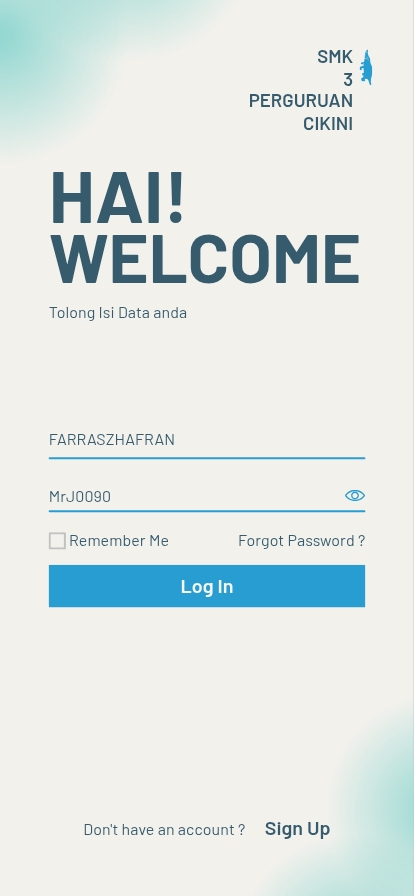 SMK
3
PERGURUAN
CIKINI
HAI!
WELCOME
Tolong Isi Data anda
FARRASZHAFRAN
MrJ0090
Remember Me
Forgot Password ?
Log In
Don't have an account ?
Sign Up